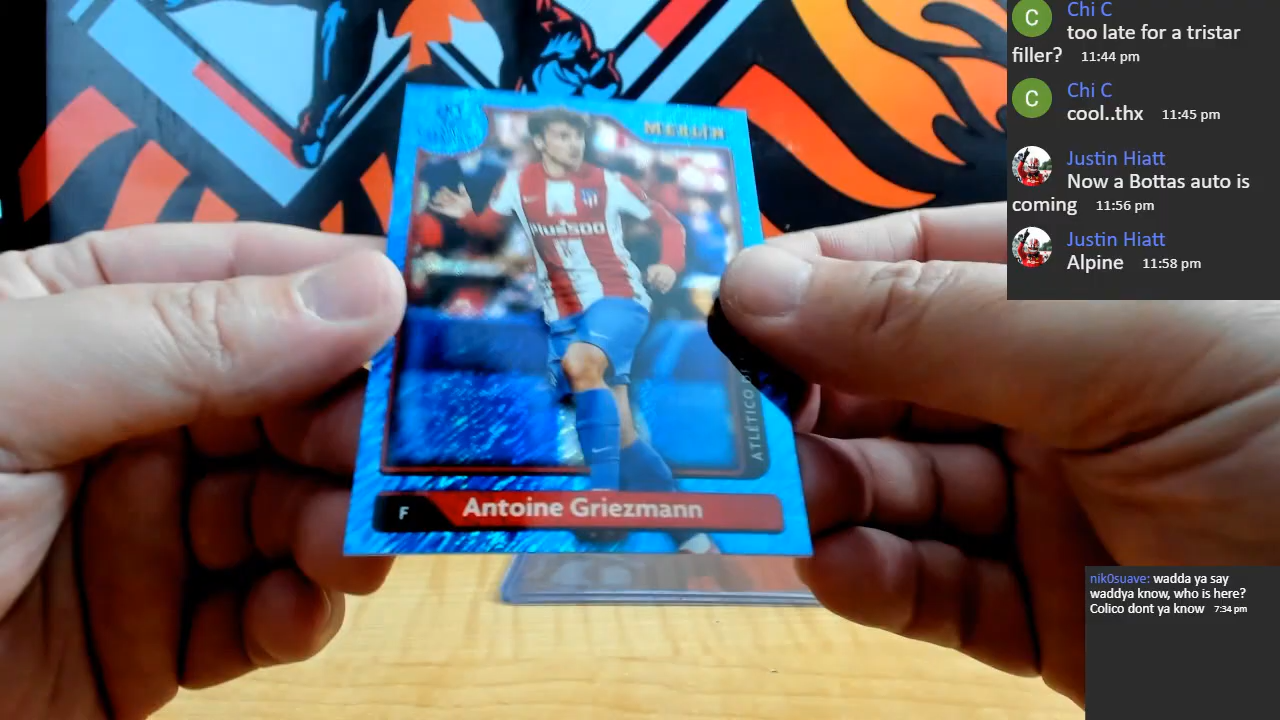 MERLIN
Plus500
ATLÉTICO DE
F
Antoine Griezmann
C
Chi C
too late for a tristar
filler? 11:44 pm
C
Chi C
cool..thx 11:45 pm
Justin Hiatt
Now a Bottas auto is
coming 11:56 pm
Justin Hiatt
Alpine 11:58 pm
nik0suave: wadda ya say
waddya know, who is here?
Colico dont ya know 7:34 pm